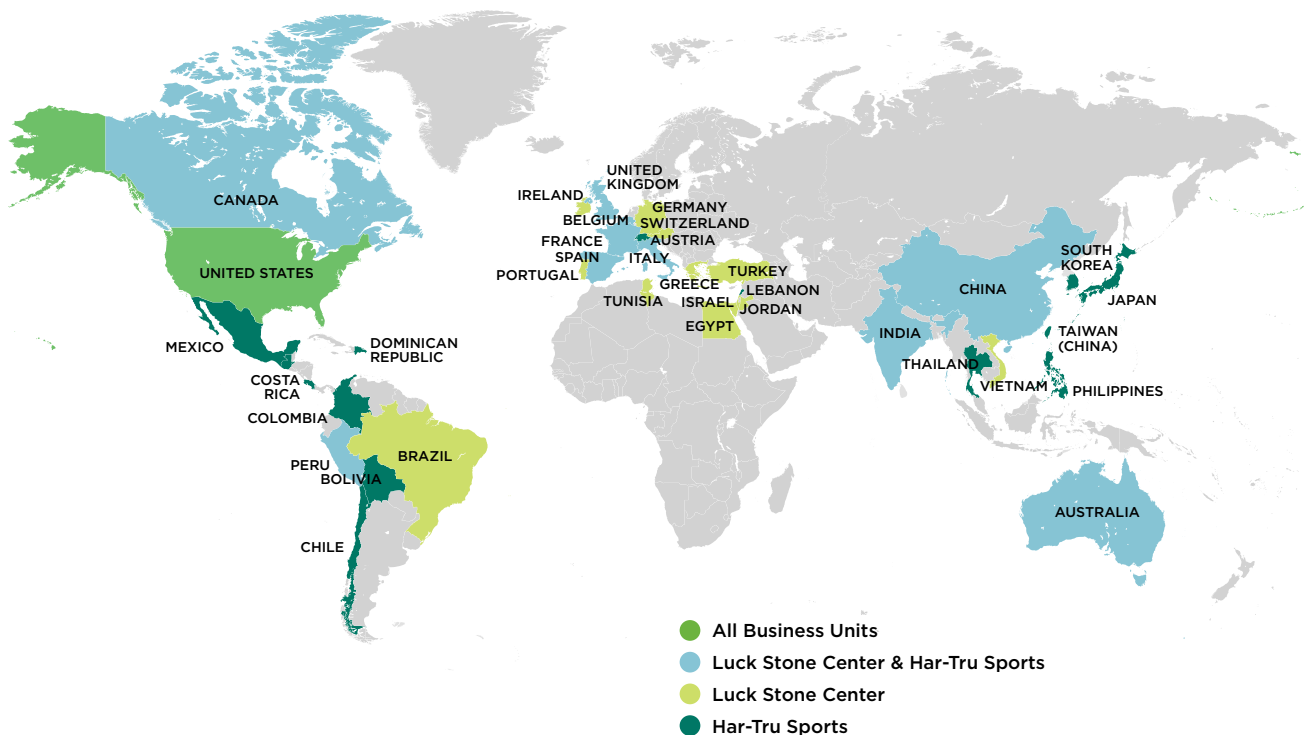 CANADA
UNITED STATES
MEXICO
DOMINICAN
REPUBLIC
COSTA
RICA
COLOMBIA
PERU
BOLIVIA
BRAZIL
CHILE
UNITED
KINGDOM
IRELAND
GERMANY
BELGIUM
SWITZERLAND
FRANCE
AUSTRIA
SPAIN
ITALY
PORTUGAL
TURKEY
GREECE
LEBANON
TUNISIA
ISRAEL
JORDAN
EGYPT
SOUTH
KOREA
CHINA
JAPAN
INDIA
TAIWAN
(CHINA)
THAILAND
VIETNAM
PHILIPPINES
AUSTRALIA
All Business Units
Luck Stone Center & Har-Tru Sports
Luck Stone Center
Har-Tru Sports